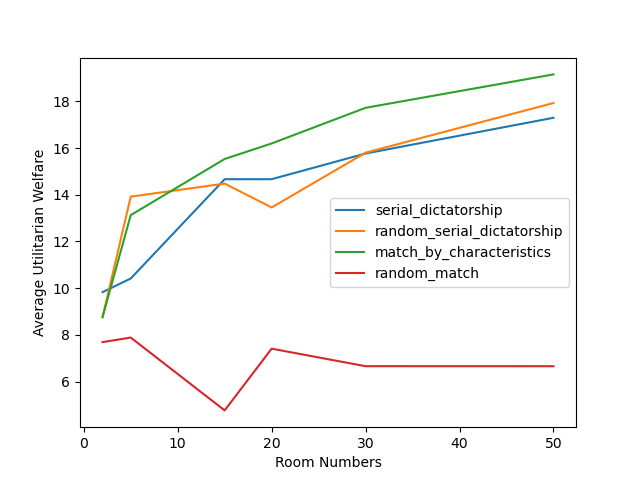 18
16
14
12
10
8
6
Average Utilitarian Welfare
serial_dictatorship
random_serial_dictatorship
match_by_characteristics
random_match
0 10 20 30 40 50
Room Numbers